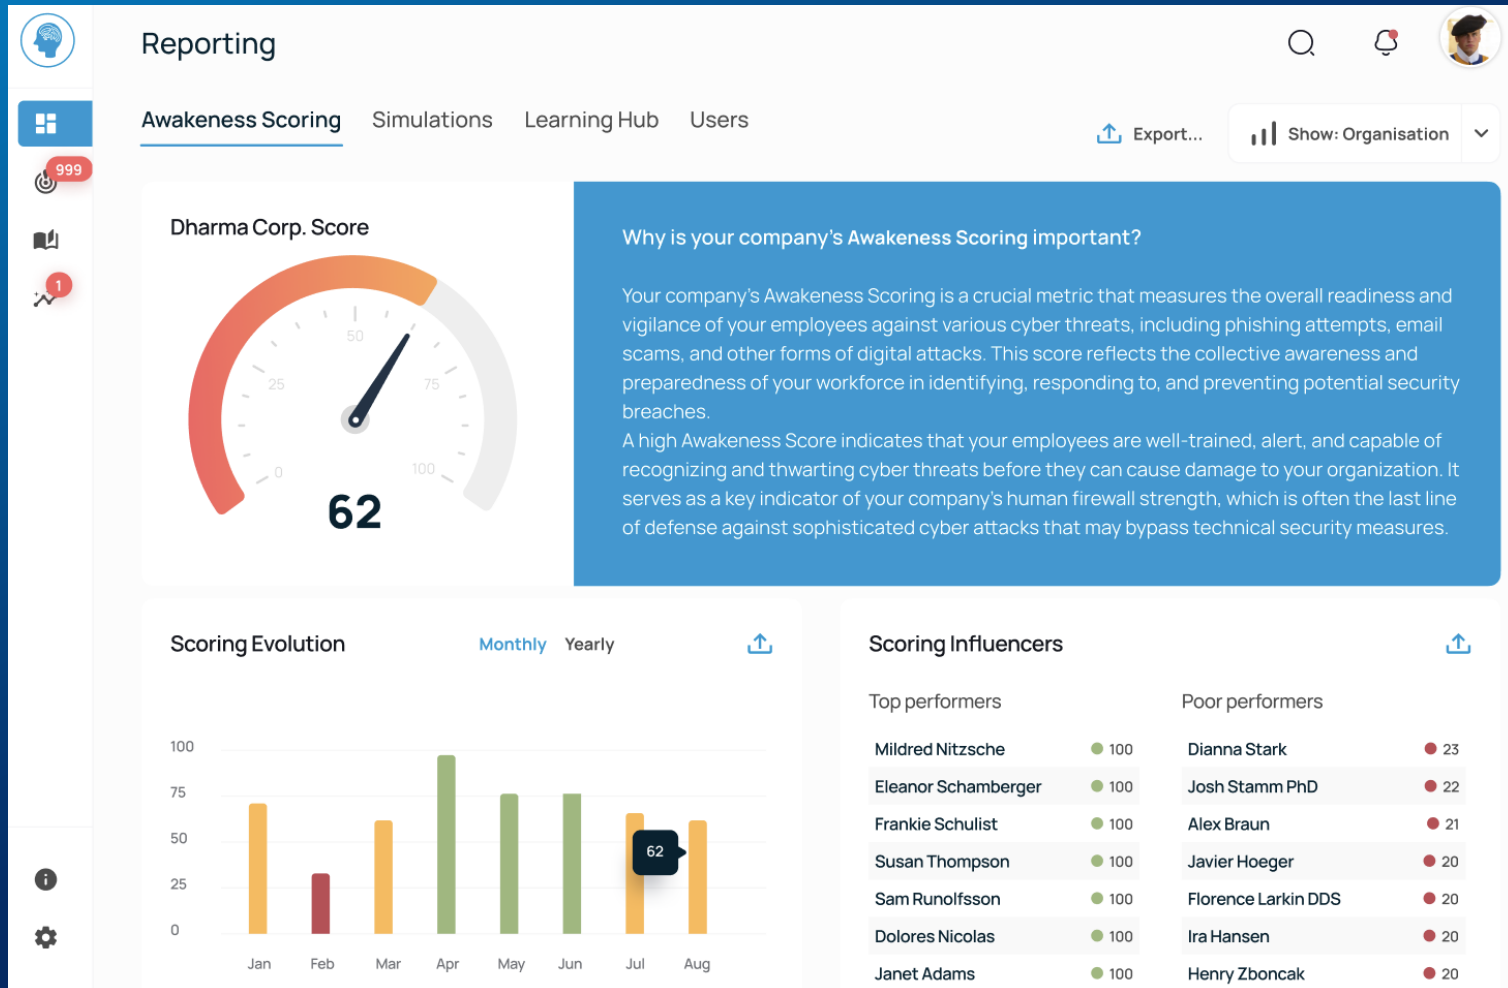 Reporting
Awakeness Scoring
Simulations
Learning Hub
Users
Export...
Show: Organisation
999
1
Dharma Corp. Score
0
25
50
75
100
62
Why is your company's Awakeness Scoring important?
Your company's Awakeness Scoring is a crucial metric that measures the overall readiness and
vigilance of your employees against various cyber threats, including phishing attempts, email
scams, and other forms of digital attacks. This score reflects the collective awareness and
preparedness of your workforce in identifying, responding to, and preventing potential security
breaches.
A high Awakeness Score indicates that your employees are well-trained, alert, and capable of
recognizing and thwarting cyber threats before they can cause damage to your organization. It
serves as a key indicator of your company's human firewall strength, which is often the last line
of defense against sophisticated cyber attacks that may bypass technical security measures.
Scoring Evolution
Monthly
Yearly
100
75
50
25
0
62
Jan
Feb
Mar
Apr
May
Jun
Jul
Aug
Scoring Influencers
Top performers
Mildred Nitzsche 100
Eleanor Schamberger 100
Frankie Schulist 100
Susan Thompson 100
Sam Runolfsson 100
Dolores Nicolas 100
Janet Adams 100
Poor performers
Dianna Stark 23
Josh Stamm PhD 22
Alex Braun 21
Javier Hoeger 20
Florence Larkin DDS 20
Ira Hansen 20
Henry Zboncak 20